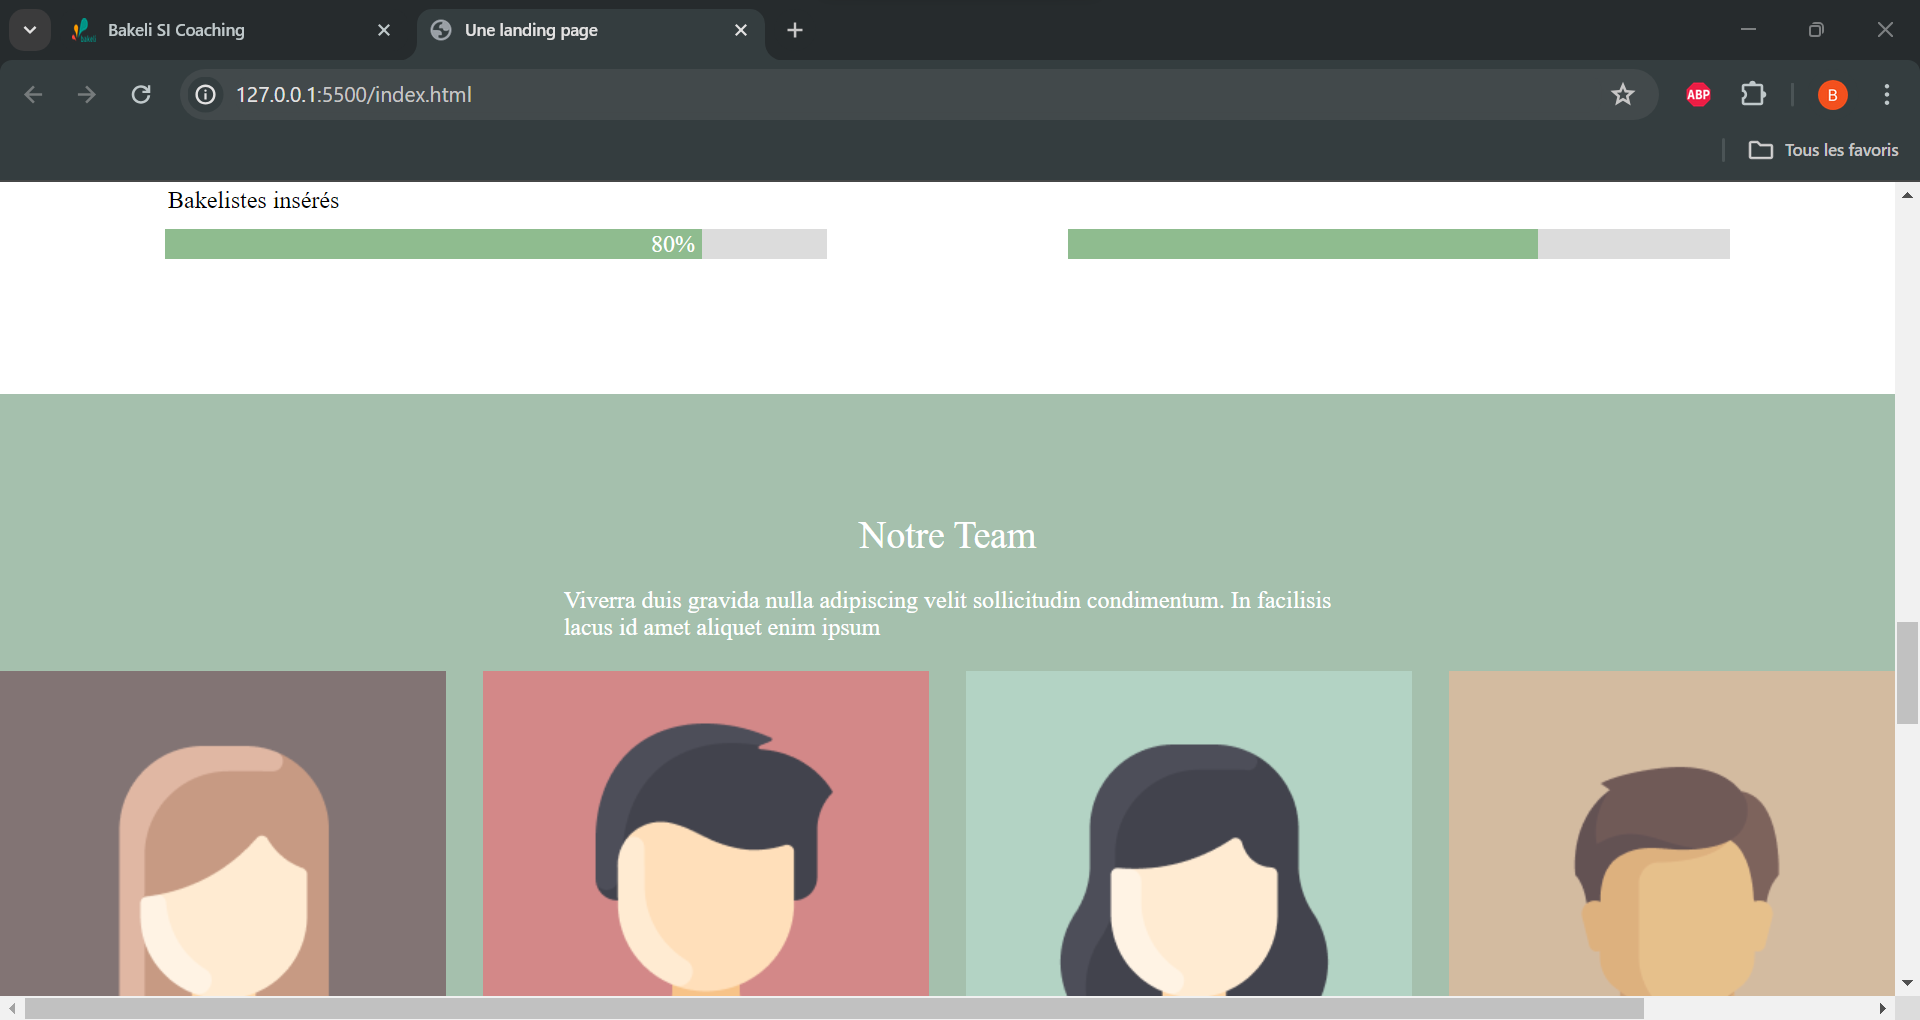 Bakeli SI Coaching
Une landing page
127.0.0.1:5500/index.html
ABP
B
Tous les favoris
Bakelistes insérés
80%
Notre Team
Viverra duis gravida nulla adipiscing velit sollicitudin condimentum. In facilisis
lacus id amet aliquet enim ipsum